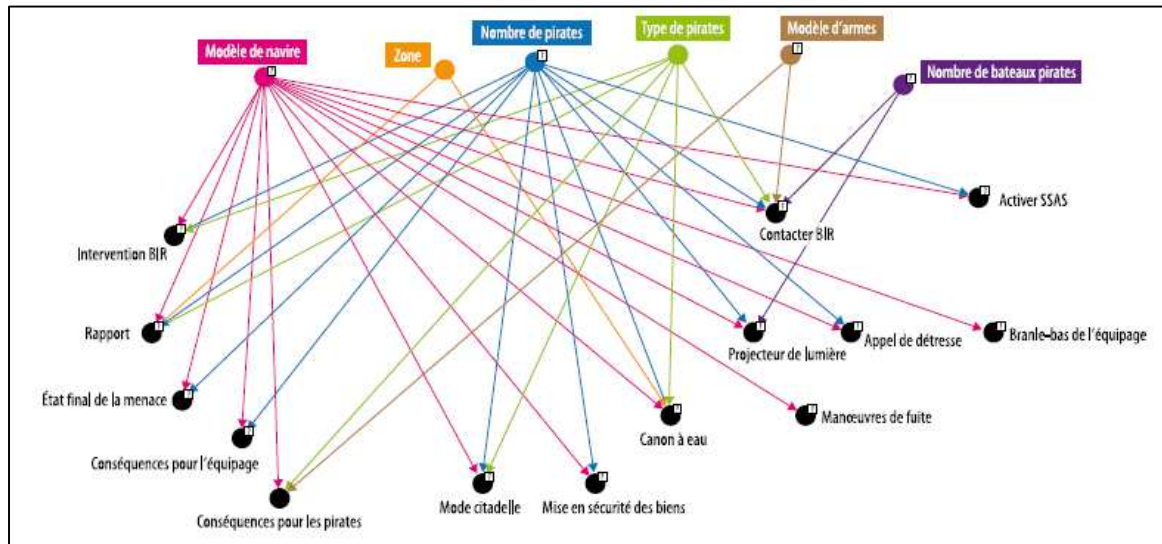 Modèle de navire
Zone
Nombre de pirates
Type de pirates
Modèle d'armes
Nombre de bateaux pirates
Activer SSAS
Contacter BIR
Intervention BIR
Rapport
Projecteur de lumière
Appel de détresse
Branle-bas de l'équipage
État final de la menace
Canon à eau
Manœuvres de fuite
Conséquences pour l'équipage
Conséquences pour les pirates
Mode citadelle
Mise en sécurité des biens